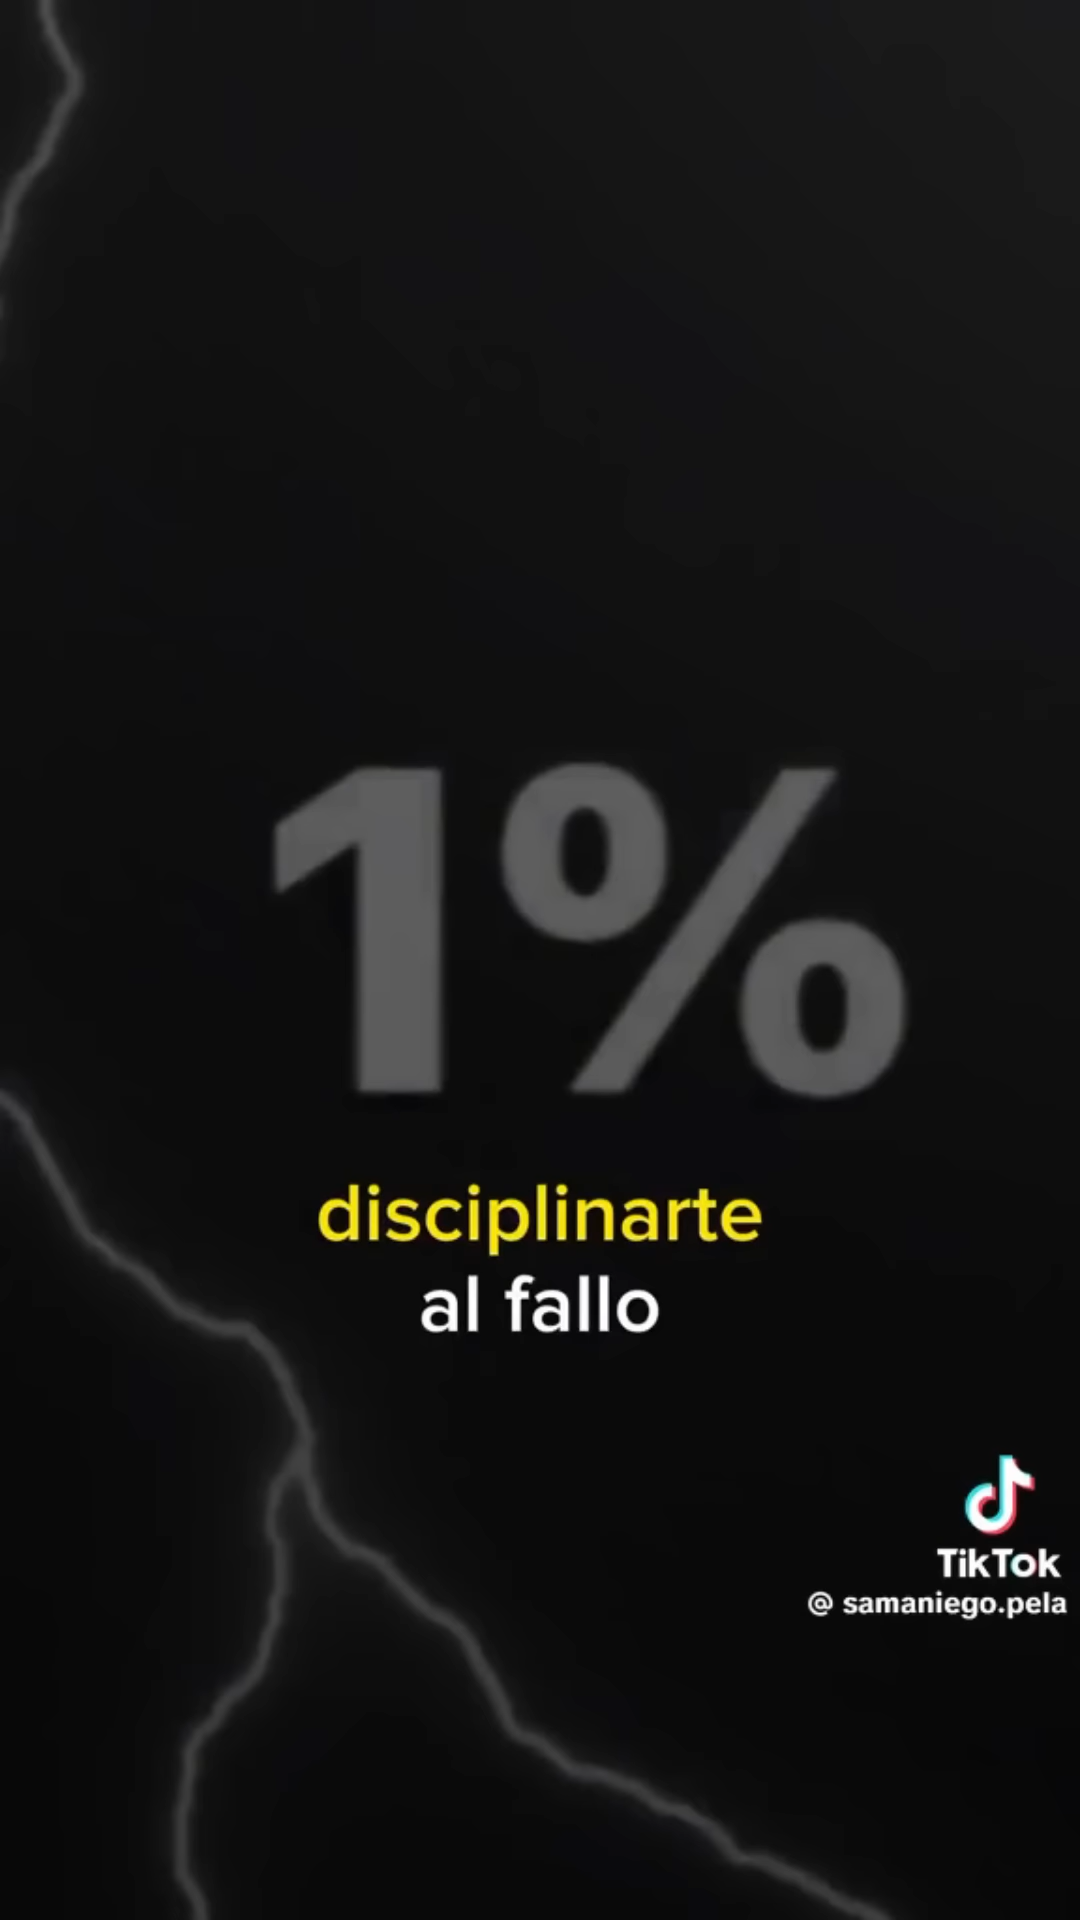 1%
disciplinarte
al fallo
TikTok
@ samaniego.pela